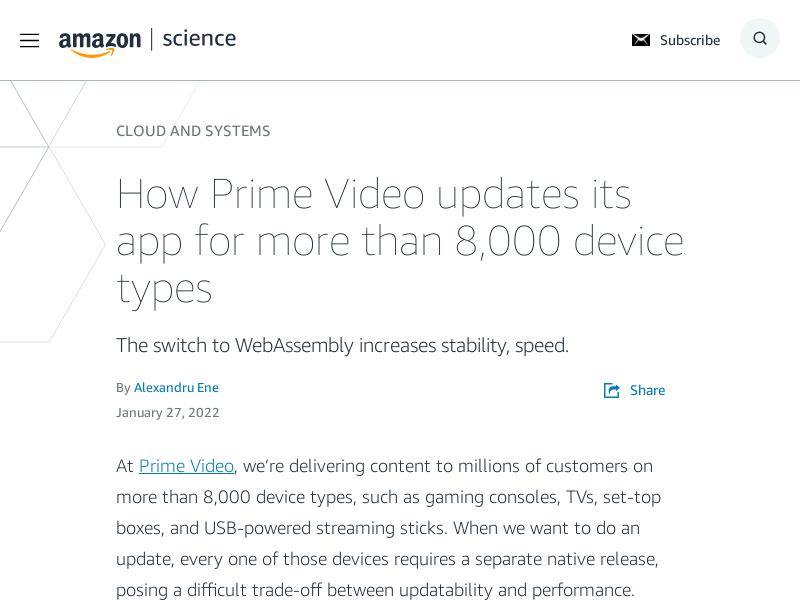 amazon | science
Subscribe
CLOUD AND SYSTEMS
How Prime Video updates its
app for more than 8,000 device
types
The switch to WebAssembly increases stability, speed.
By Alexandru Ene
Share
January 27, 2022
At Prime Video, we’re delivering content to millions of customers on
more than 8,000 device types, such as gaming consoles, TVs, set-top
boxes, and USB-powered streaming sticks. When we want to do an
update, every one of those devices requires a separate native release,
posing a difficult trade-off between updatability and performance.